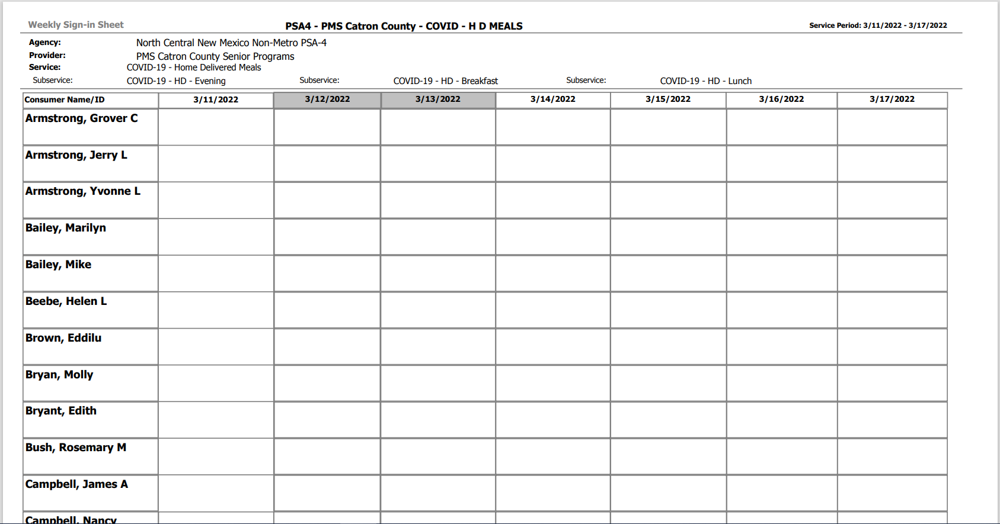 Weekly Sign-in Sheet PSA4 - PMS Catron County - COVID - H D MEALS Service Period: 3/11/2022 - 3/17/2022
Agency: North Central New Mexico Non-Metro PSA-4
Provider: PMS Catron County Senior Programs
Service: COVID-19 - Home Delivered Meals
Subservice: COVID-19 - HD - Evening Subservice: COVID-19 - HD - Breakfast Subservice: COVID-19 - HD - Lunch
Consumer Name/ID 3/11/2022 3/12/2022 3/13/2022 3/14/2022 3/15/2022 3/16/2022 3/17/2022
Armstrong, Grover C
Armstrong, Jerry L
Armstrong, Yvonne L
Bailey, Marilyn
Bailey, Mike
Beebe, Helen L
Brown, Eddilu
Bryan, Molly
Bryant, Edith
Bush, Rosemary M
Campbell, James A
Campbell, Nancy